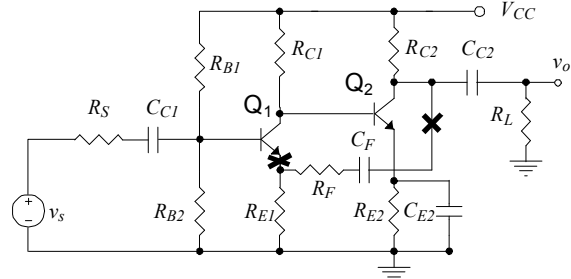 V_CC
R_B1
R_C1
R_C2
C_C2
v_o
Q_1
Q_2
R_S
C_C1
C_F
R_L
R_F
v_s
+
−
R_B2
R_E1
R_E2
C_E2